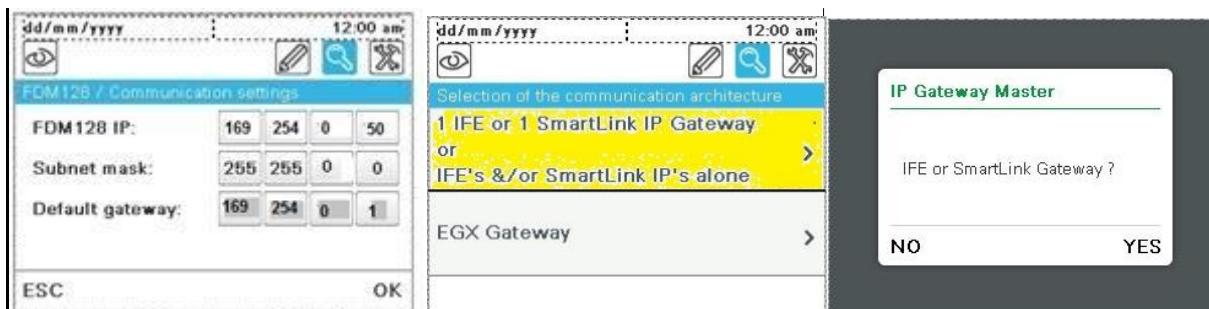 dd/mm/yyyy 12:00 am
FDM128 / Communication settings
FDM128 IP: 169 254 0 50
Subnet mask: 255 255 0 0
Default gateway: 169 254 0 1
ESC OK
dd/mm/yyyy 12:00 am
Selection of the communication architecture
1 IFE or 1 SmartLink IP Gateway
or
IFE's &/or SmartLink IP's alone
EGX Gateway
IP Gateway Master
IFE or SmartLink Gateway ?
NO YES